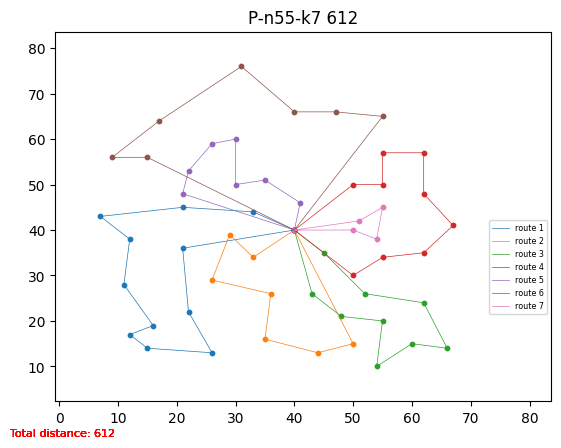 P-n55-k7 612
80
70
60
50
40
30
20
10
0 10 20 30 40 50 60 70 80
route 1
route 2
route 3
route 4
route 5
route 6
route 7
Total distance: 612